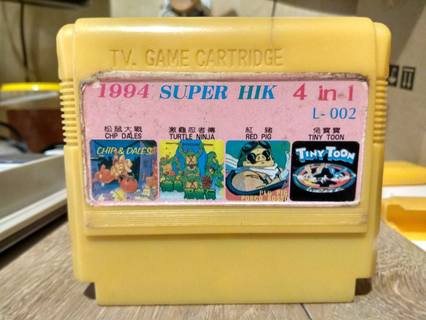 TV. GAME CARTRIDGE
1994 SUPER HIK 4 in 1
L-002
松鼠大戰 激龜忍者傳 紅豬 兔寶寶
CHP DALES TURTLE NINJA RED PIG TINY TOON
CHIP & DALES
TINY TOON